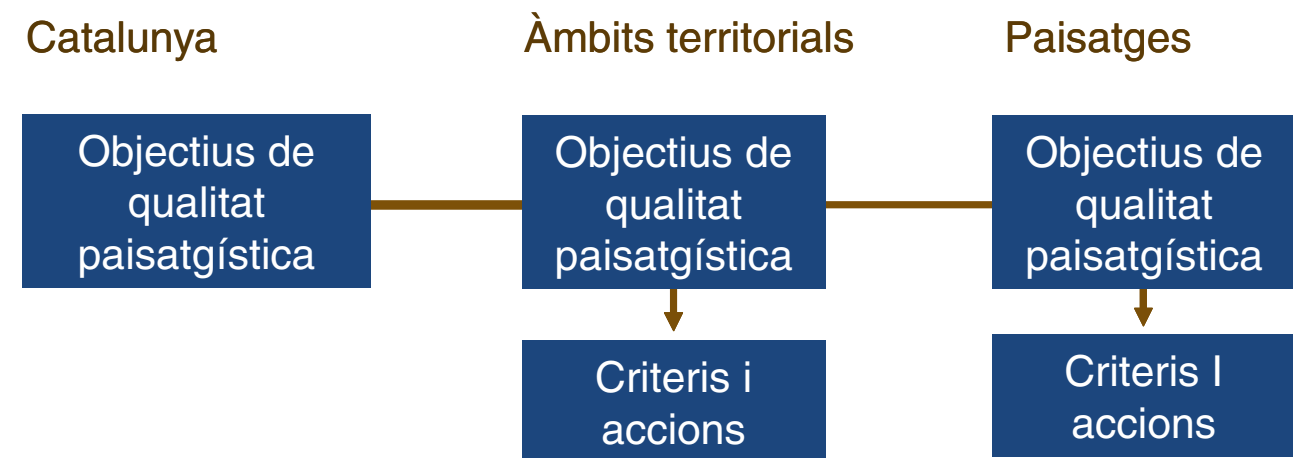 Catalunya
Àmbits territorials
Paisatges
Objectius de
qualitat
paisatgística
Objectius de
qualitat
paisatgística
Objectius de
qualitat
paisatgística
Criteris i
accions
Criteris I
accions